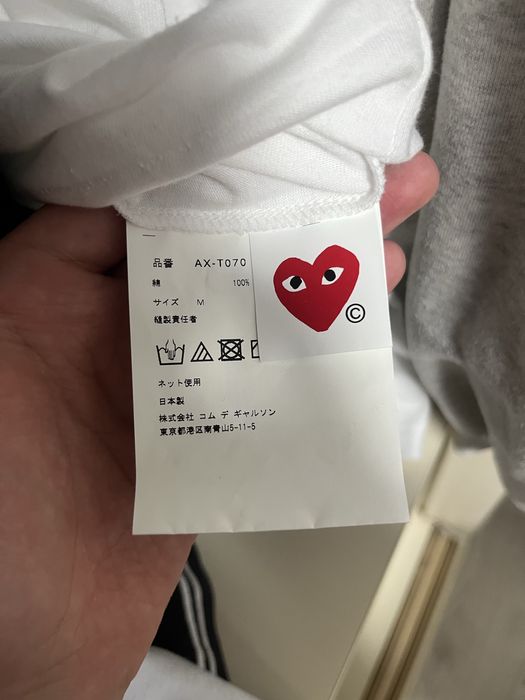 品番 AX-T070
綿 100%
サイズ M
縫製責任者
ネット使用
日本製
株式会社 コム デ ギャルソン
東京都港区南青山5-11-5
©